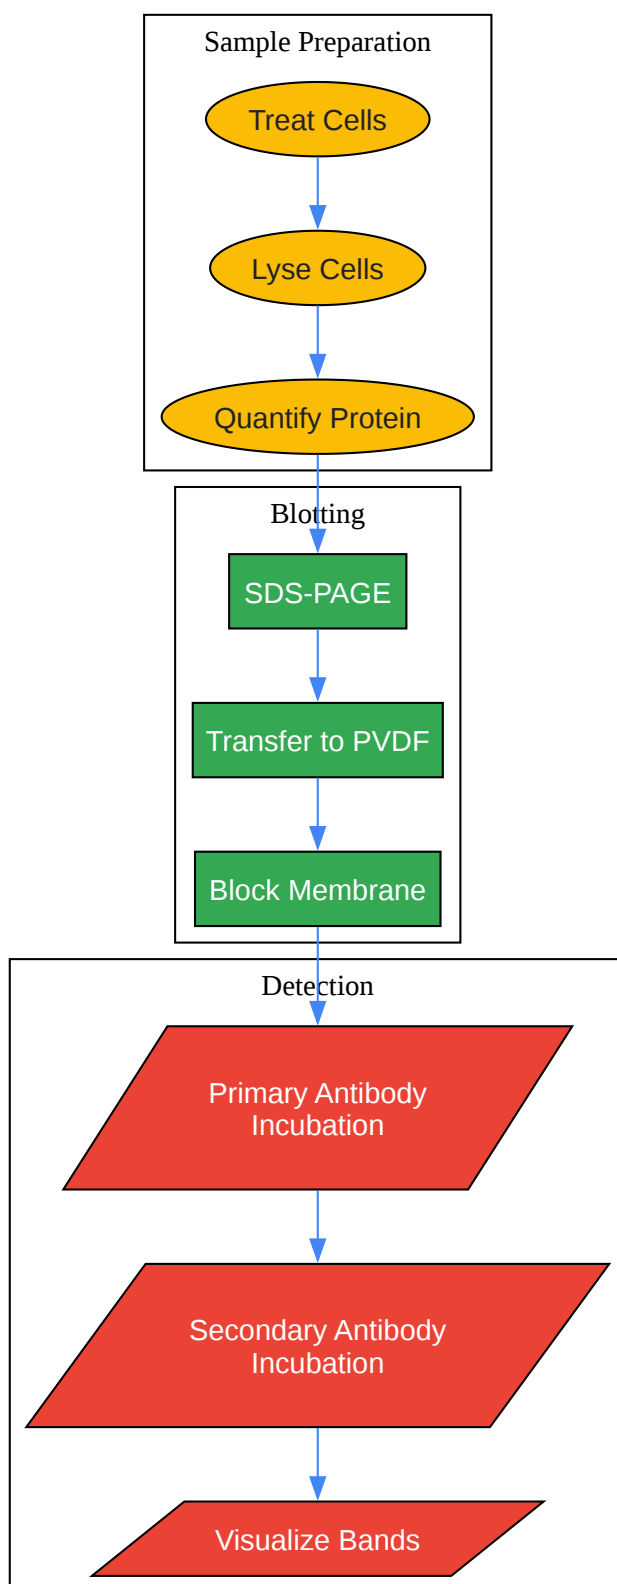 Sample Preparation
Treat Cells
Lyse Cells
Quantify Protein
Blotting
SDS-PAGE
Transfer to PVDF
Block Membrane
Detection
Primary Antibody
Incubation
Secondary Antibody
Incubation
Visualize Bands